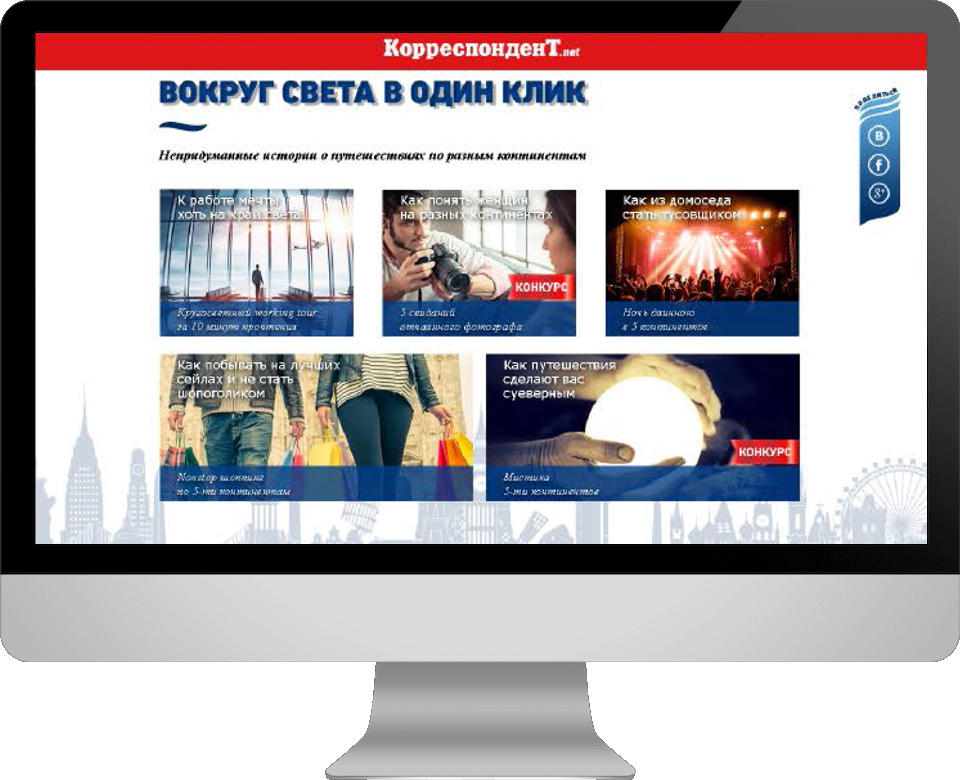 КорреспонденТ.net
ВОКРУГ СВЕТА В ОДИН КЛИК
Непридуманные истории о путешествиях по разным континентам
ПОДЕЛИТЬСЯ
В
f
g+
К работе мечты
хоть на край света
Кругосветный working tour
за 10 минут прочтения
Как понять женщин
на разных континентах
КОНКУРС
5 свиданий
отчаянного фотографа
Как из домоседа
стать тусовщиком
Ночь длиною
в 5 континентов
Как побывать на лучших
сейлах и не стать
шопоголиком
Nonstop шоппинг
по 5-ти континентам
Как путешествия
сделают вас
суеверным
КОНКУРС
Мистика
5-ти континентов